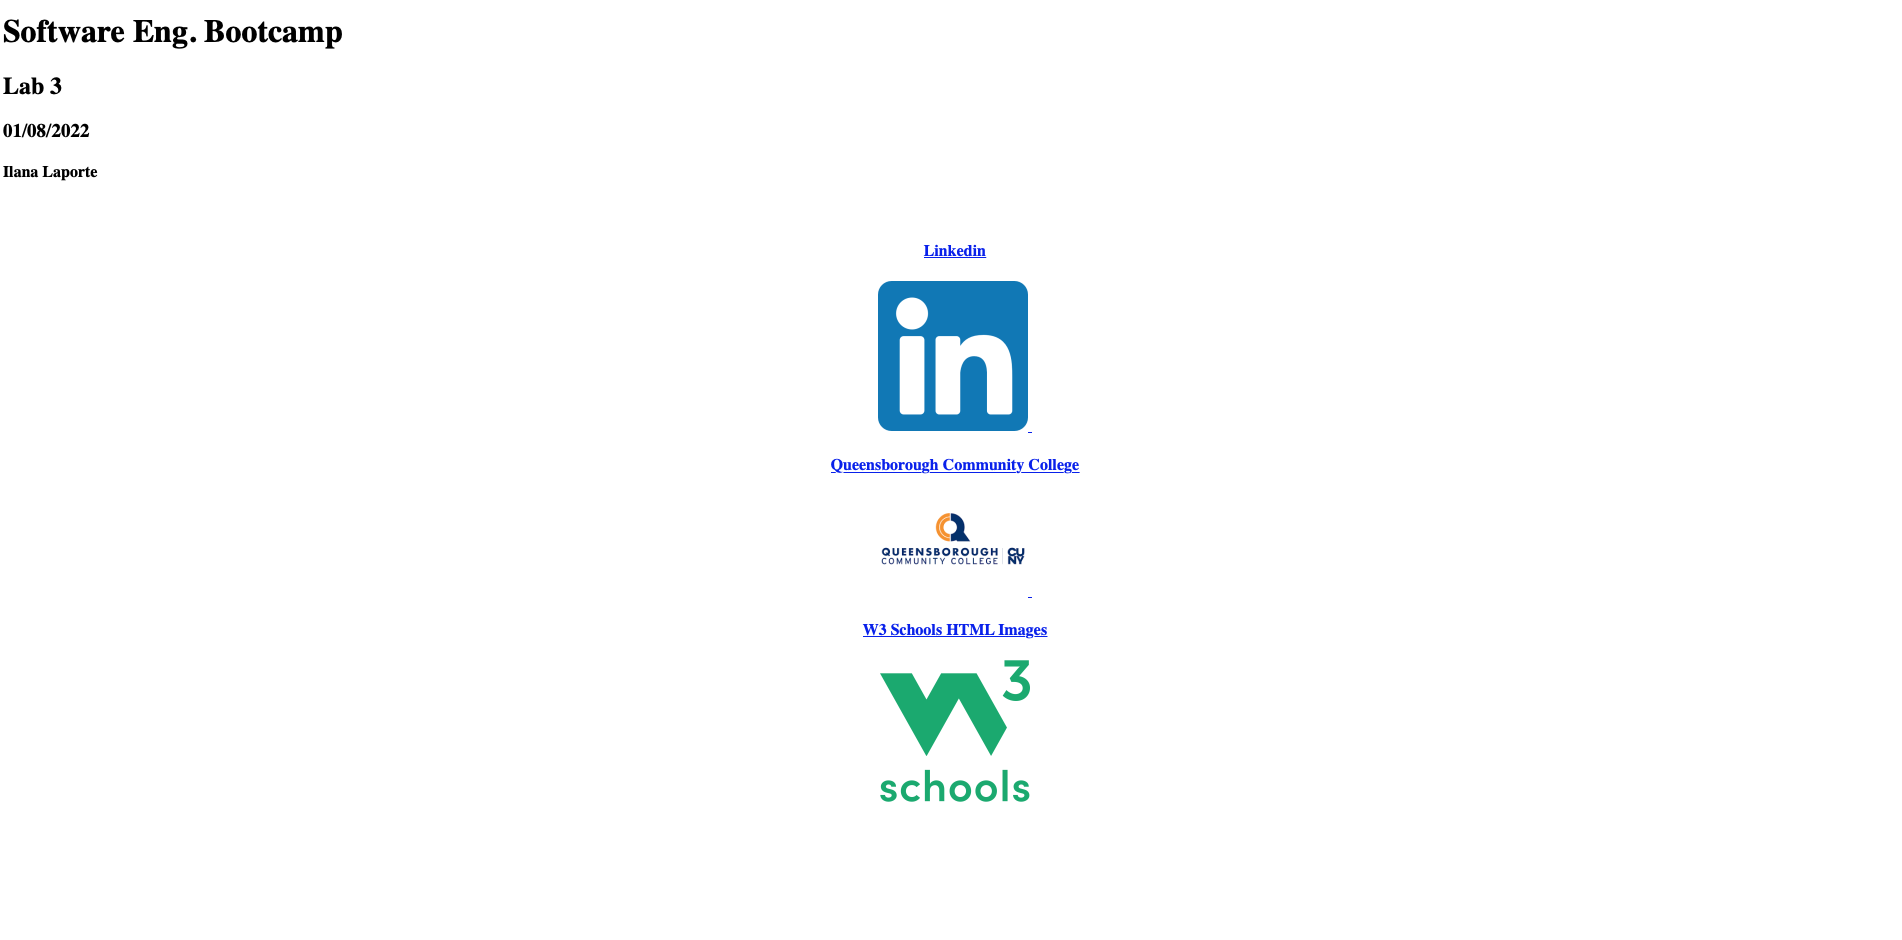 Software Eng. Bootcamp
Lab 3
01/08/2022
Ilana Laporte
Linkedin
in
Queensborough Community College
QUEENSBOROUGH CU
COMMUNITY COLLEGE NY
W3 Schools HTML Images
W3
schools